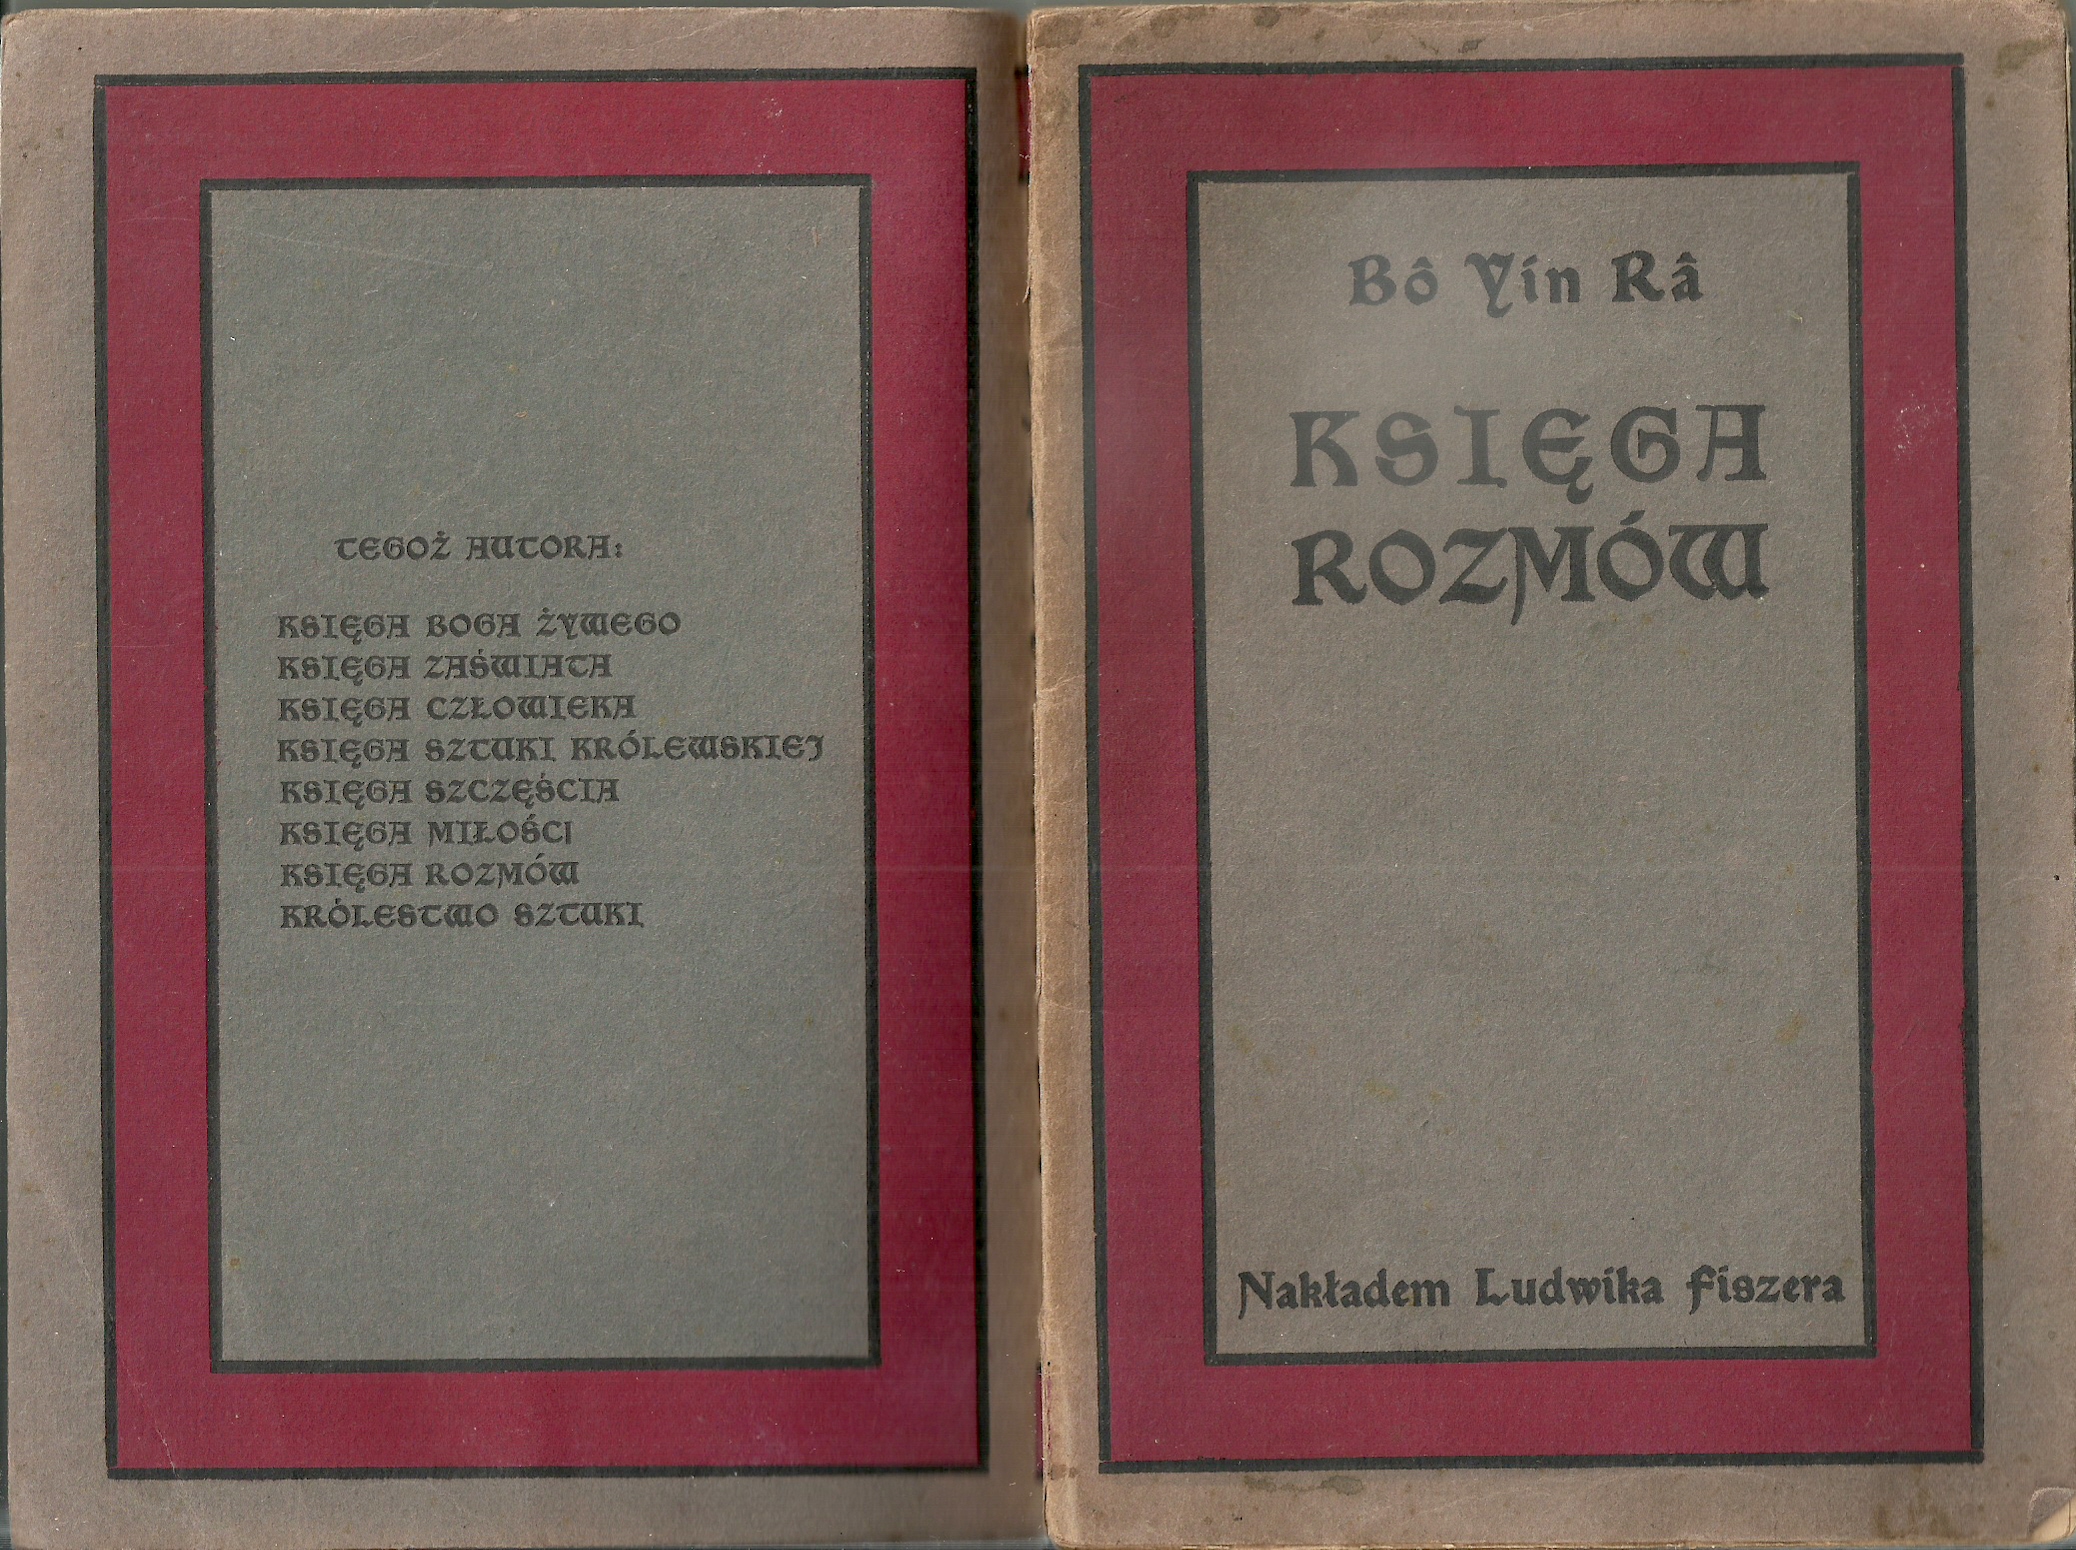 TEGOŻ AUTORA:
KSIĘGA BOGA ŻYWEGO
KSIĘGA ZAŚWIATA
KSIĘGA CZŁOWIEKA
KSIĘGA SZTUKI KRÓLEWSKIEJ
KSIĘGA SZCZĘŚCIA
KSIĘGA MIŁOŚCI
KSIĘGA ROZMÓW
KRÓLESTWO SZTUKI
Bô Yin Râ
KSIĘGA
ROZMÓW
Nakładem Ludwika Fiszera